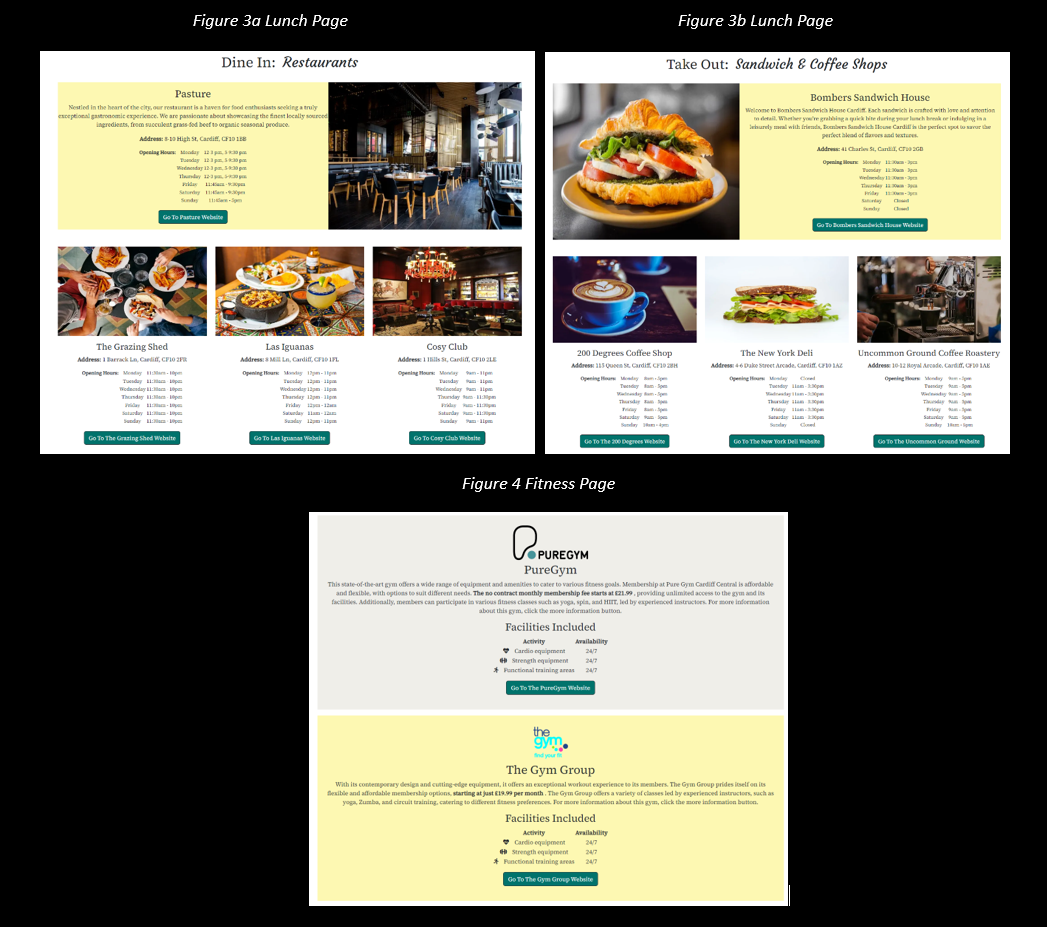 Figure 3a Lunch Page
Dine In: Restaurants
Pasture
Nestled in the heart of the city, our restaurant is a haven for food enthusiasts seeking a truly
exceptional gastronomic experience. We are passionate about showcasing the finest locally sourced
ingredients, from succulent grass-fed beef to organic seasonal produce.
Address: 8-10 High St, Cardiff, CF10 1BB
Opening Hours: Monday 12-3 pm, 5-9:30 pm
Tuesday 12-3 pm, 5-9:30 pm
Wednesday 12-3 pm, 5-9:30 pm
Thursday 12-3 pm, 5-9:30 pm
Friday 11:45am - 9:30pm
Saturday 11:45am - 9:30pm
Sunday 11:45am - 5pm
Go To Pasture Website
The Grazing Shed
Address: 1 Barrack Ln, Cardiff, CF10 2FR
Opening Hours: Monday 11:30am - 10pm
Tuesday 11:30am - 10pm
Wednesday 11:30am - 10pm
Thursday 11:30am - 10pm
Friday 11:30am - 10pm
Saturday 11:30am - 10pm
Sunday 11:30am - 10pm
Go To The Grazing Shed Website
Las Iguanas
Address: 8 Mill Ln, Cardiff, CF10 1FL
Opening Hours: Monday 12pm - 11pm
Tuesday 12pm - 11pm
Wednesday 12pm - 11pm
Thursday 12pm - 11pm
Friday 12pm - 12am
Saturday 11am - 12am
Sunday 12pm - 11pm
Go To Las Iguanas Website
Cosy Club
Address: 1 Hills St, Cardiff, CF10 2LE
Opening Hours: Monday 9am - 11pm
Tuesday 9am - 11pm
Wednesday 9am - 11pm
Thursday 9am - 11:30pm
Friday 9am -
Saturday 9am -
Sunday 9am - 11pm
Go To Cosy Club Website
Figure 3b Lunch Page
Take Out: Sandwich & Coffee Shops
Bombers Sandwich House
Welcome to Bombers Sandwich House Cardiff. Each sandwich is crafted with love and attention
to detail. Whether you're grabbing a quick bite during your lunch break or indulging in a
leisurely meal with friends, Bombers Sandwich House Cardiff is the perfect spot to savor the
perfect blend of flavors and textures.
Address: 41 Charles St, Cardiff, CF10 2GB
Opening Hours: Monday 11:30am - 3pm
Tuesday 11:30am - 3pm
Wednesday 11:30am - 3pm
Thursday 11:30am - 3pm
Friday 11:30am - 3pm
Saturday Closed
Sunday Closed
Go To Bombers Sandwich House Website
200 Degrees Coffee Shop
Address: 115 Queen St, Cardiff, CF10 2BH
Opening Hours: Monday 8am - 5pm
Tuesday 8am - 5pm
Wednesday 8am - 5pm
Thursday 8am - 5pm
Friday 8am - 5pm
Saturday 9am - 5pm
Sunday 10am -
Go To The 200 Degrees Website
The New York Deli
Address: 4-6 Duke Street Arcade, Cardiff, CF10 1AZ
Opening Hours: Monday Closed
Tuesday 11am - 3:30pm
Wednesday 11am - 3:30pm
Thursday 11am - 3:30pm
Friday 11am - 3:30pm
Saturday 11am - 3:30pm
Sunday Closed
Go To The New York Deli Website
Uncommon Ground Coffee Roastery
Address: 10-12 Royal Arcade, Cardiff, CF10 1AE
Opening Hours: Monday 8am - 5pm
Tuesday 8am - 5pm
Wednesday 8am - 5pm
Thursday 8am - 5pm
Friday 8am - 5pm
Saturday 9am - 5pm
Sunday 10am - 5pm
Go To The Uncommon Ground Website
Figure 4 Fitness Page
PUREGYM
PureGym
This state-of-the-art gym offers a wide range of equipment and amenities to cater to various fitness goals. Membership at Pure Gym Cardiff Central is affordable
and flexible, with options to suit different needs. The no contract monthly membership fee starts at £21.99 , providing unlimited access to the gym and its
facilities. Additionally, members can participate in various fitness classes such as yoga, spin, and HIIT, led by experienced instructors. For more information
about this gym, click the more information button.
Facilities Included
Activity Availability
Cardio equipment 24/7
Strength equipment 24/7
Functional training areas 24/7
Go To The PureGym Website
the
gym
find your fit
The Gym Group
With its contemporary design and cutting-edge equipment, it offers an exceptional workout experience to its members. The Gym Group prides itself on its
flexible and affordable membership options, starting at just £19.99 per month . The Gym Group offers a variety of classes led by experienced instructors, such as
yoga, Zumba, and circuit training, catering to different fitness preferences. For more information about this gym, click the more information button.
Facilities Included
Activity Availability
Cardio equipment 24/7
Strength equipment 24/7
Functional training areas 24/7
Go To The Gym Group Website